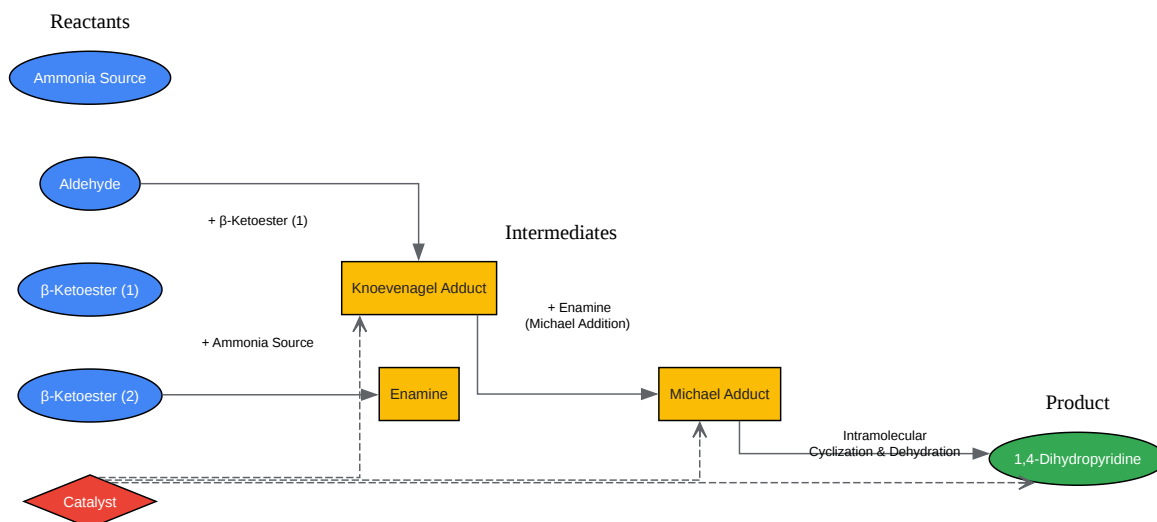 Reactants
Ammonia Source
Aldehyde
+ β-Ketoester (1)
Intermediates
β-Ketoester (1)
Knoevenagel Adduct
+ Enamine
(Michael Addition)
+ Ammonia Source
β-Ketoester (2)
Enamine
Michael Adduct
Product
Intramolecular
Cyclization & Dehydration
1,4-Dihydropyridine
Catalyst